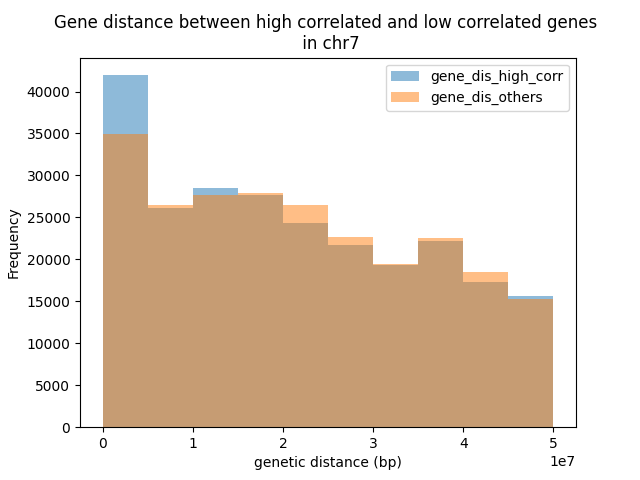 Gene distance between high correlated and low correlated genes
in chr7
gene_dis_high_corr
gene_dis_others
Frequency
40000
35000
30000
25000
20000
15000
10000
5000
0
0 1 2 3 4 5
1e7
genetic distance (bp)